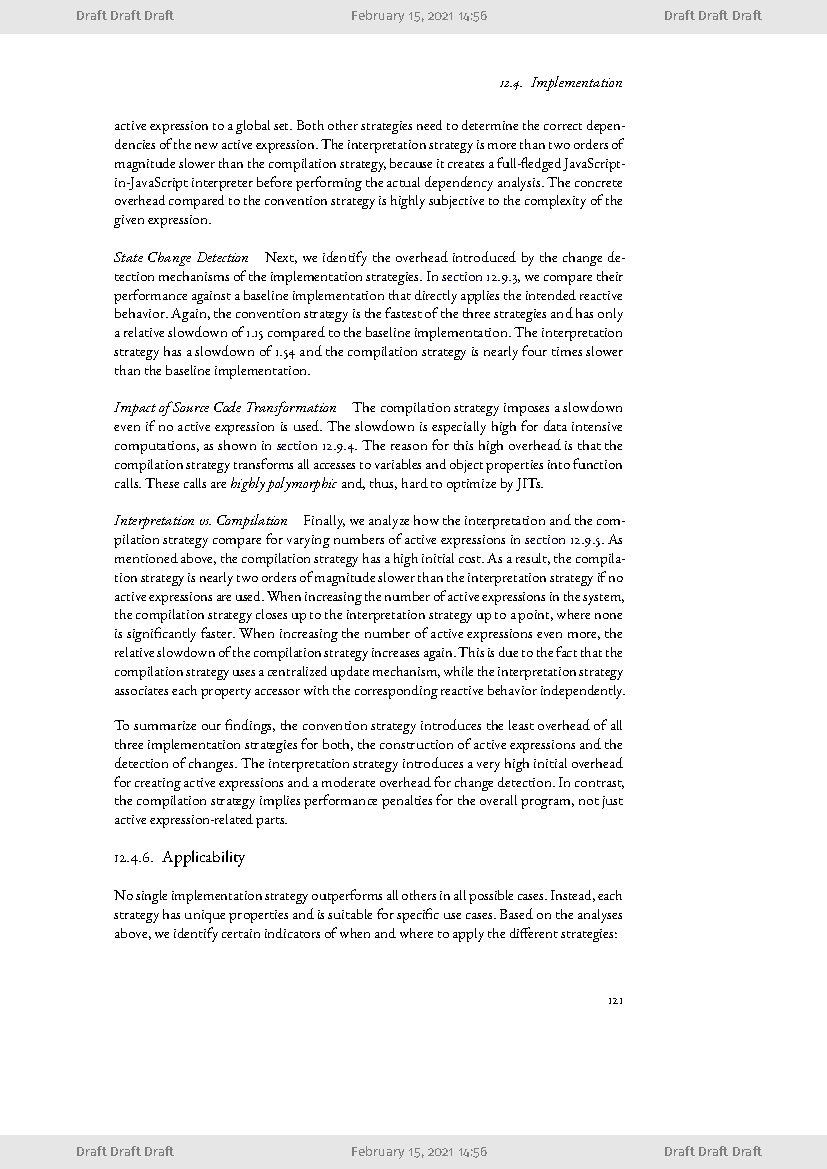 Draft Draft Draft February 15, 2021 14:56 Draft Draft Draft
12.4. Implementation
active expression to a global set. Both other strategies need to determine the correct depen-
dencies of the new active expression. The interpretation strategy is more than two orders of
magnitude slower than the compilation strategy, because it creates a full-fledged JavaScript-
in-JavaScript interpreter before performing the actual dependency analysis. The concrete
overhead compared to the convention strategy is highly subjective to the complexity of the
given expression.
State Change Detection Next, we identify the overhead introduced by the change de-
tection mechanisms of the implementation strategies. In section 12.9.3, we compare their
performance against a baseline implementation that directly applies the intended reactive
behavior. Again, the convention strategy is the fastest of the three strategies and has only
a relative slowdown of 1.15 compared to the baseline implementation. The interpretation
strategy has a slowdown of 1.54 and the compilation strategy is nearly four times slower
than the baseline implementation.
Impact of Source Code Transformation The compilation strategy imposes a slowdown
even if no active expression is used. The slowdown is especially high for data intensive
computations, as shown in section 12.9.4. The reason for this high overhead is that the
compilation strategy transforms all accesses to variables and object properties into function
calls. These calls are highly polymorphic and, thus, hard to optimize by JITs.
Interpretation vs. Compilation Finally, we analyze how the interpretation and the com-
pilation strategy compare for varying numbers of active expressions in section 12.9.5. As
mentioned above, the compilation strategy has a high initial cost. As a result, the compila-
tion strategy is nearly two orders of magnitude slower than the interpretation strategy if no
active expressions are used. When increasing the number of active expressions in the system,
the compilation strategy closes up to the interpretation strategy up to a point, where none
is significantly faster. When increasing the number of active expressions even more, the
relative slowdown of the compilation strategy increases again. This is due to the fact that the
compilation strategy uses a centralized update mechanism, while the interpretation strategy
associates each property accessor with the corresponding reactive behavior independently.
To summarize our findings, the convention strategy introduces the least overhead of all
three implementation strategies for both, the construction of active expressions and the
detection of changes. The interpretation strategy introduces a very high initial overhead
for creating active expressions and a moderate overhead for change detection. In contrast,
the compilation strategy implies performance penalties for the overall program, not just
active expression-related parts.
12.4.6. Applicability
No single implementation strategy outperforms all others in all possible cases. Instead, each
strategy has unique properties and is suitable for specific use cases. Based on the analyses
above, we identify certain indicators of when and where to apply the different strategies:
121
Draft Draft Draft February 15, 2021 14:56 Draft Draft Draft